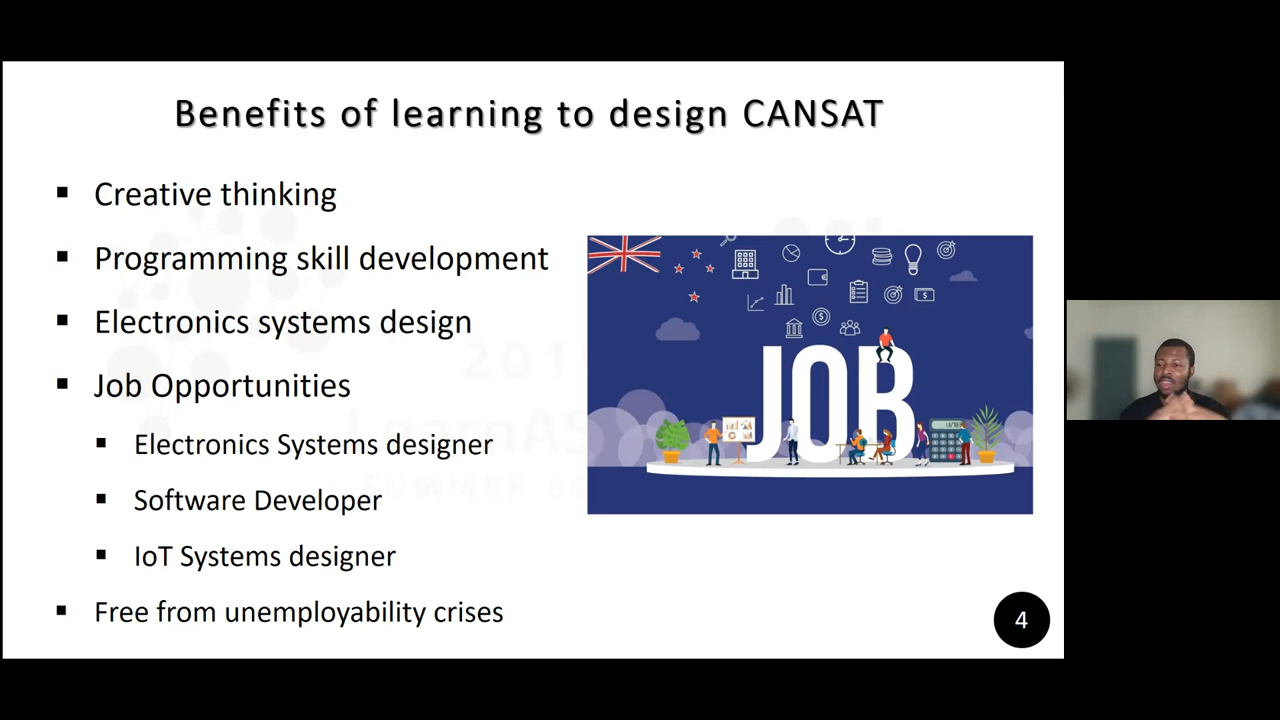 Benefits of learning to design CANSAT
▪ Creative thinking
▪ Programming skill development
▪ Electronics systems design
▪ Job Opportunities
▪ Electronics Systems designer
▪ Software Developer
▪ IoT Systems designer
▪ Free from unemployability crises
JOB
4